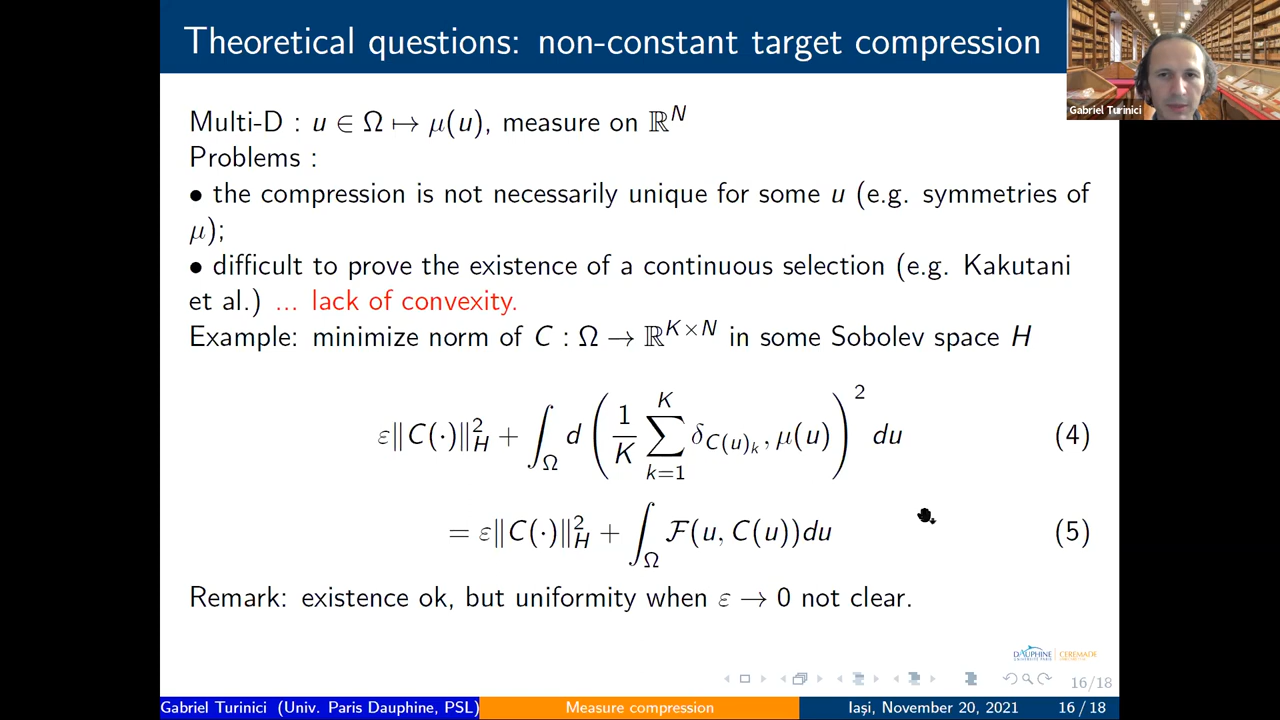 Theoretical questions: non-constant target compression
Gabriel Turinici
Multi-D : u ∈ Ω ↦ μ(u), measure on ℝ^N
Problems :
• the compression is not necessarily unique for some u (e.g. symmetries of
μ);
• difficult to prove the existence of a continuous selection (e.g. Kakutani
et al.) ... lack of convexity.
Example: minimize norm of C : Ω → ℝ^{K×N} in some Sobolev space H
ε‖C(·)‖²_H + ∫_Ω d( (1/K) ∑_{k=1}^{K} δ_{C(u)_k}, μ(u) )² du (4)
= ε‖C(·)‖²_H + ∫_Ω ℱ(u, C(u))du (5)
Remark: existence ok, but uniformity when ε → 0 not clear.
DAUPHINE CEREMADE
16/18
Gabriel Turinici (Univ. Paris Dauphine, PSL) Measure compression Iaşi, November 20, 2021 16 / 18